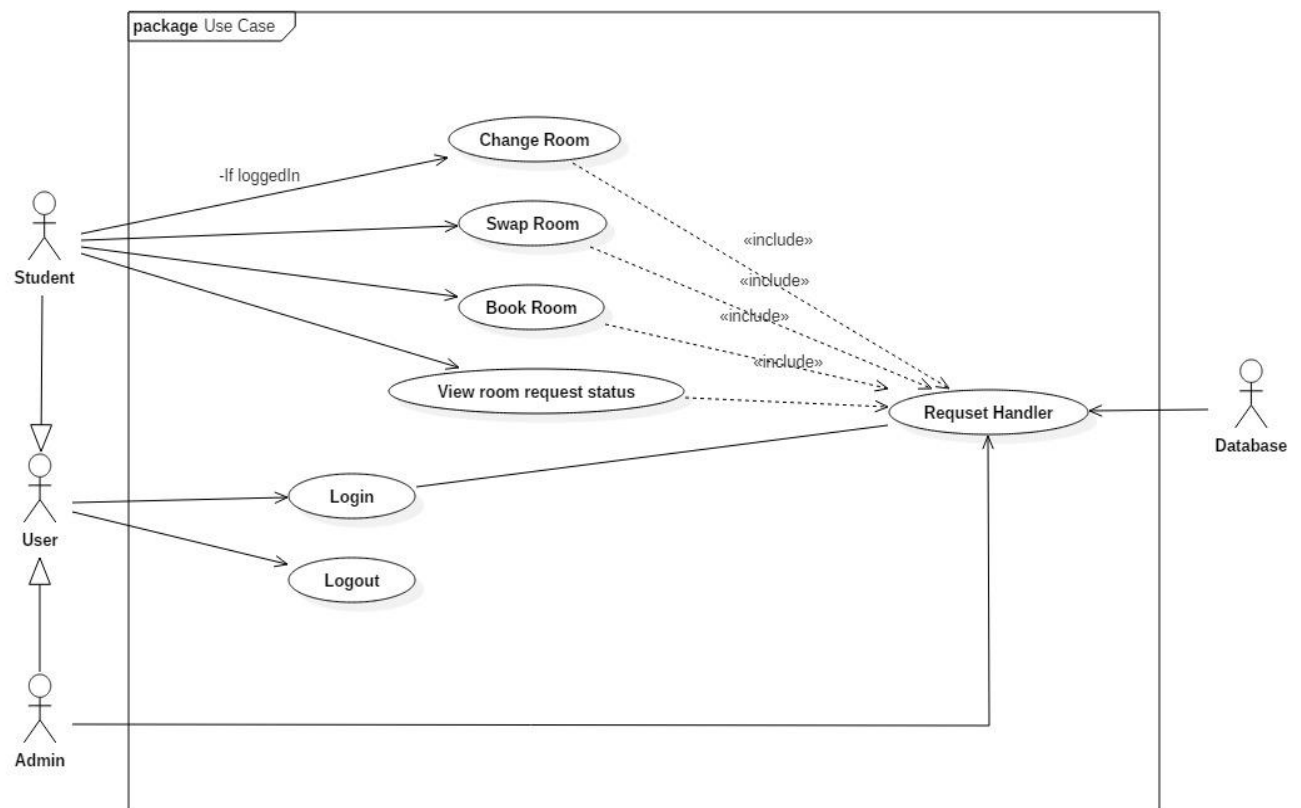 package Use Case
Change Room
-If loggedIn
Swap Room
«include»
Student
«include»
Book Room
«include»
«include»
View room request status
Requset Handler
Database
Login
User
Logout
Admin